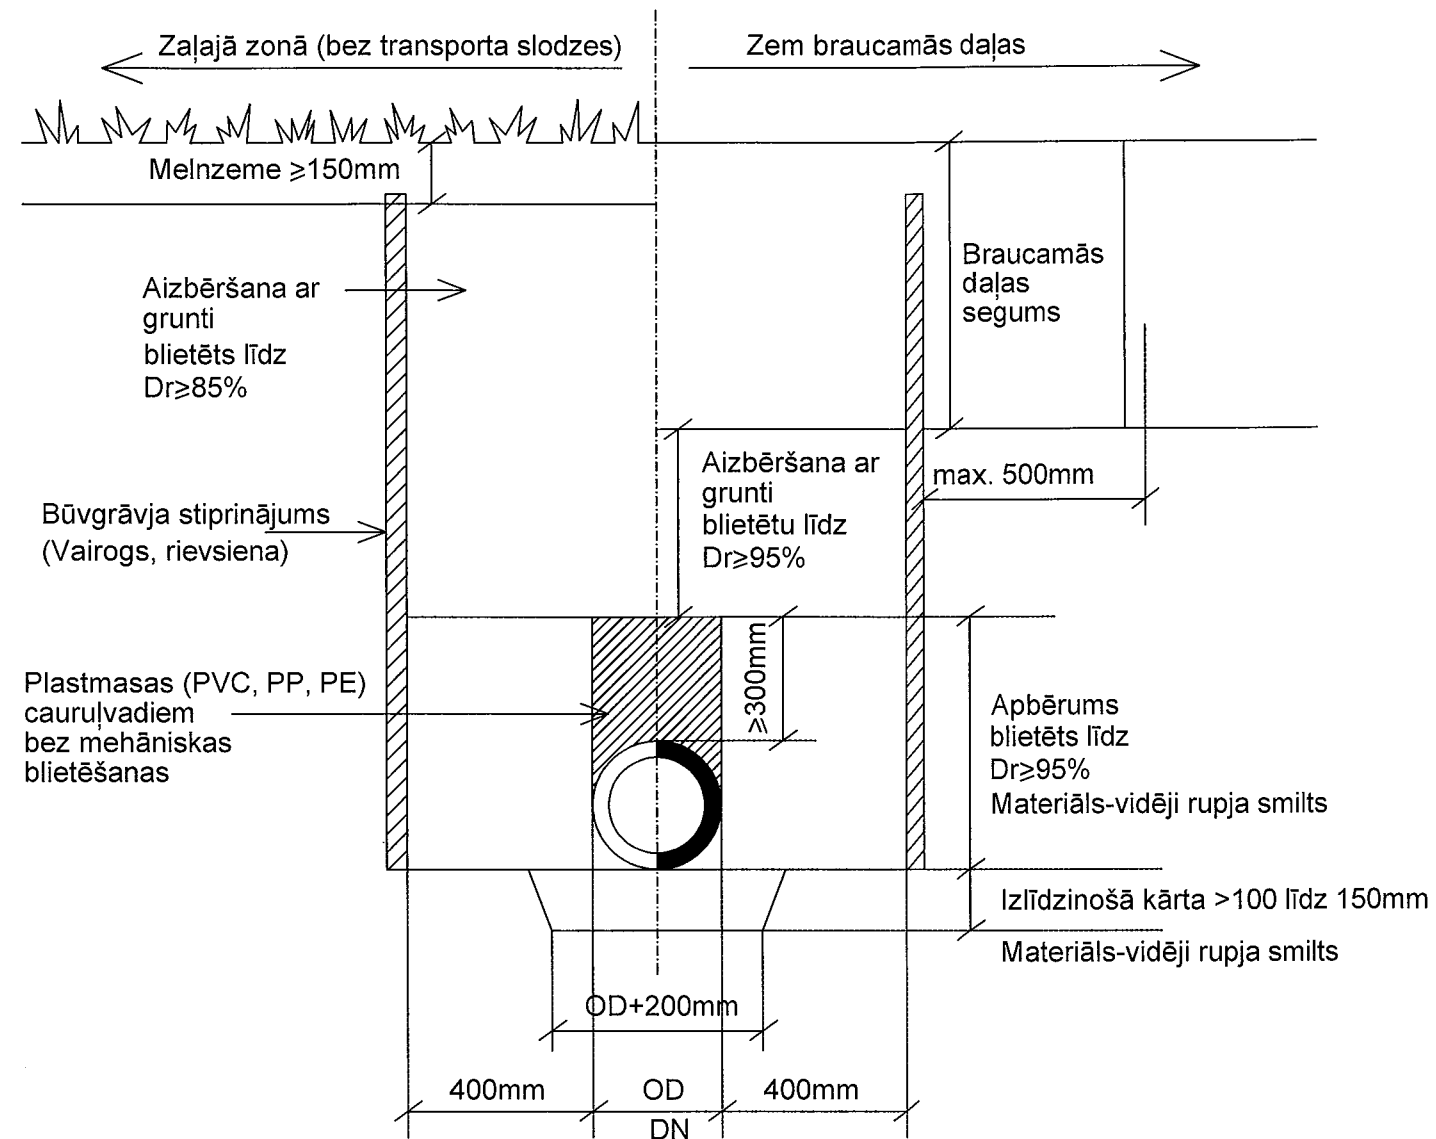 Zaļajā zonā (bez transporta slodzes)
Zem braucamās daļas
Melnzeme ⩾150mm
Aizbēršana ar
grunti
blietēts līdz
Dr⩾85%
Braucamās
daļas
segums
Aizbēršana ar
grunti
blietētu līdz
Dr⩾95%
max. 500mm
Būvgrāvja stiprinājums
(Vairogs, rievsiena)
⩾300mm
Plastmasas (PVC, PP, PE)
cauruļvadiem
bez mehāniskas
blietēšanas
Apbērums
blietēts līdz
Dr⩾95%
Materiāls-vidēji rupja smilts
Izlīdzinošā kārta >100 līdz 150mm
Materiāls-vidēji rupja smilts
OD+200mm
400mm
OD
400mm
DN